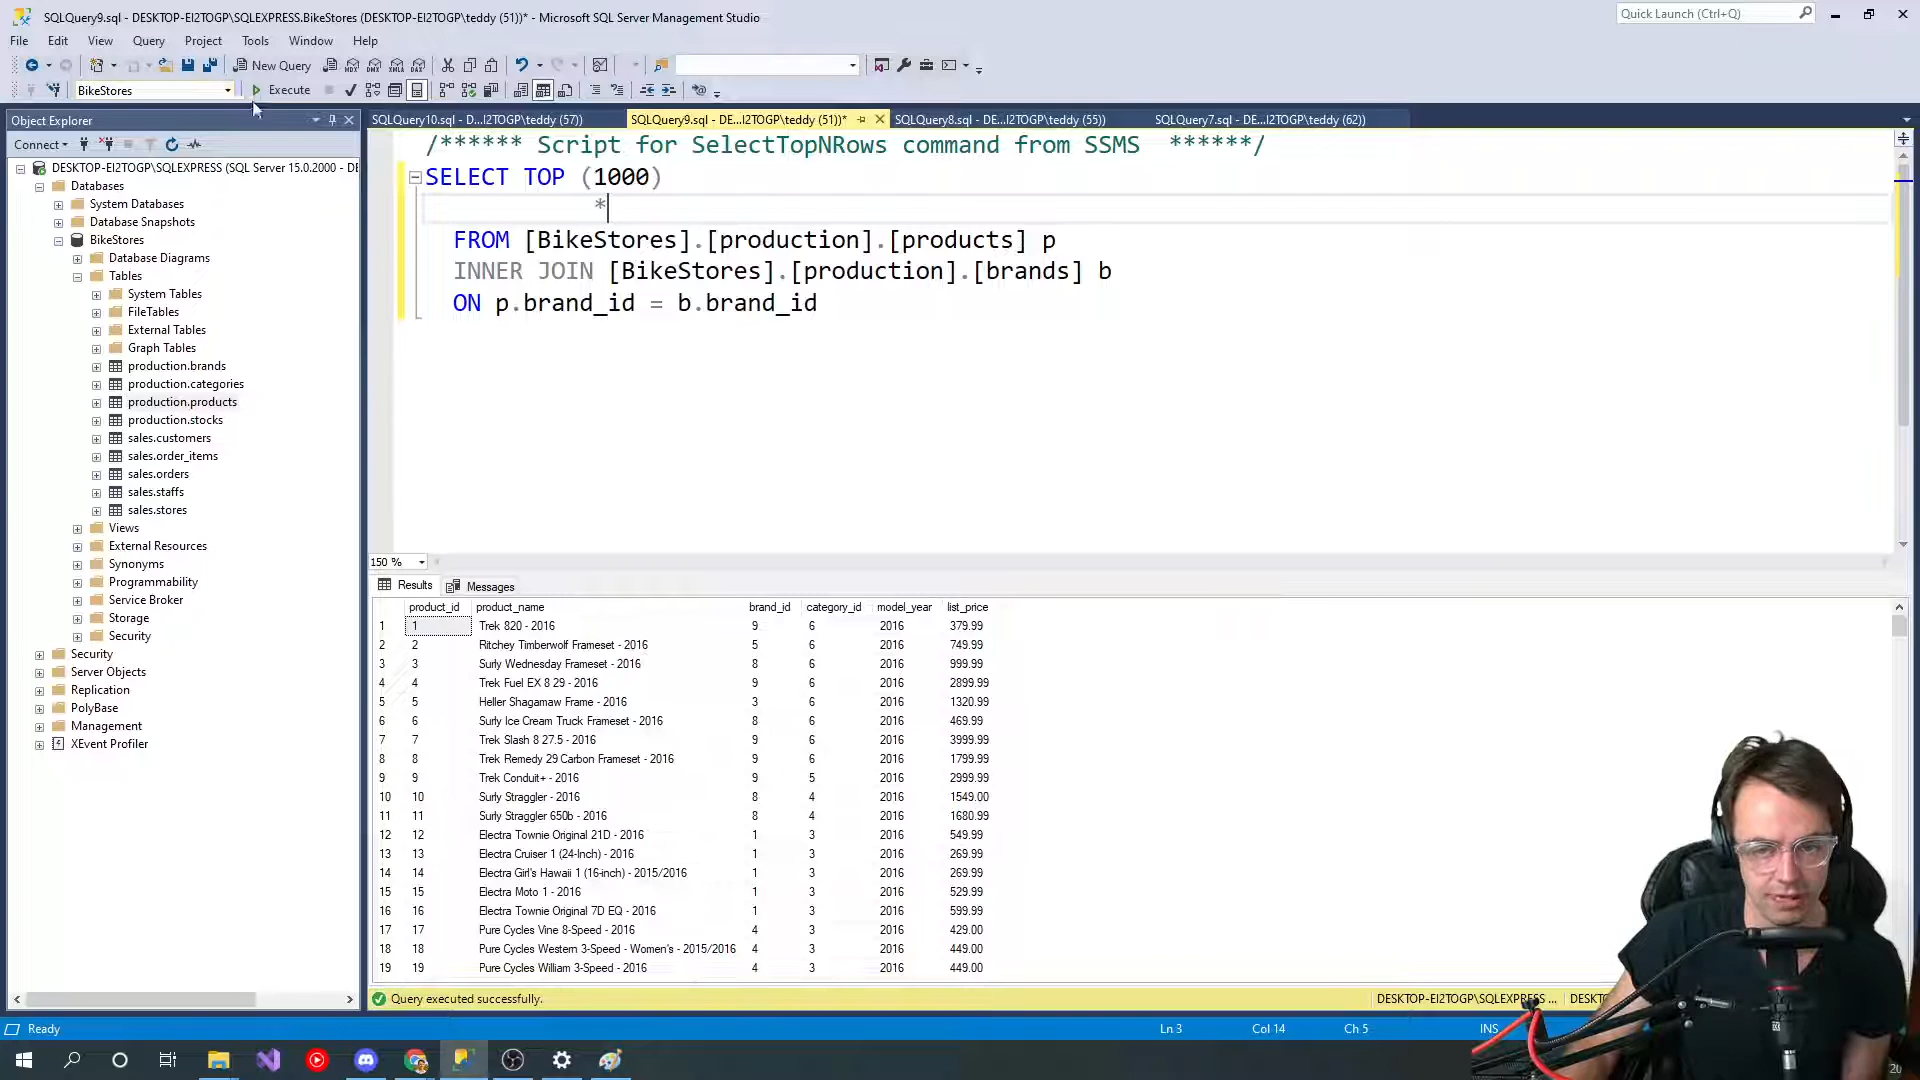 SQLQuery9.sql - DESKTOP-EI2TOGP\SQLEXPRESS.BikeStores (DESKTOP-EI2TOGP\teddy (51))* - Microsoft SQL Server Management Studio
Quick Launch (Ctrl+Q)
File Edit View Query Project Tools Window Help
New Query
BikeStores
Execute
Object Explorer
SQLQuery10.sql - D...I2TOGP\teddy (57))
SQLQuery9.sql - DE...I2TOGP\teddy (51))*
SQLQuery8.sql - DE...I2TOGP\teddy (55))
SQLQuery7.sql - DE...I2TOGP\teddy (62))
Connect
DESKTOP-EI2TOGP\SQLEXPRESS (SQL Server 15.0.2000 - DE
Databases
System Databases
Database Snapshots
BikeStores
Database Diagrams
Tables
System Tables
FileTables
External Tables
Graph Tables
production.brands
production.categories
production.products
production.stocks
sales.customers
sales.order_items
sales.orders
sales.staffs
sales.stores
Views
External Resources
Synonyms
Programmability
Service Broker
Storage
Security
Security
Server Objects
Replication
PolyBase
Management
XEvent Profiler
/****** Script for SelectTopNRows command from SSMS ******/
SELECT TOP (1000)
*
FROM [BikeStores].[production].[products] p
INNER JOIN [BikeStores].[production].[brands] b
ON p.brand_id = b.brand_id
150 %
Results Messages
product_id product_name brand_id category_id model_year list_price
1 1 Trek 820 - 2016 9 6 2016 379.99
2 2 Ritchey Timberwolf Frameset - 2016 5 6 2016 749.99
3 3 Surly Wednesday Frameset - 2016 8 6 2016 999.99
4 4 Trek Fuel EX 8 29 - 2016 9 6 2016 2899.99
5 5 Heller Shagamaw Frame - 2016 3 6 2016 1320.99
6 6 Surly Ice Cream Truck Frameset - 2016 8 6 2016 469.99
7 7 Trek Slash 8 27.5 - 2016 9 6 2016 3999.99
8 8 Trek Remedy 29 Carbon Frameset - 2016 9 6 2016 1799.99
9 9 Trek Conduit+ - 2016 9 5 2016 2999.99
10 10 Surly Straggler - 2016 8 4 2016 1549.00
11 11 Surly Straggler 650b - 2016 8 4 2016 1680.99
12 12 Electra Townie Original 21D - 2016 1 3 2016 549.99
13 13 Electra Cruiser 1 (24-Inch) - 2016 1 3 2016 269.99
14 14 Electra Girl's Hawaii 1 (16-inch) - 2015/2016 1 3 2016 269.99
15 15 Electra Moto 1 - 2016 1 3 2016 529.99
16 16 Electra Townie Original 7D EQ - 2016 1 3 2016 599.99
17 17 Pure Cycles Vine 8-Speed - 2016 4 3 2016 429.00
18 18 Pure Cycles Western 3-Speed - Women's - 2015/2016 4 3 2016 449.00
19 19 Pure Cycles William 3-Speed - 2016 4 3 2016 449.00
Query executed successfully.
DESKTOP-EI2TOGP\SQLEXPRESS ...
DESKT
Ready
Ln 3
Col 14
Ch 5
INS
20